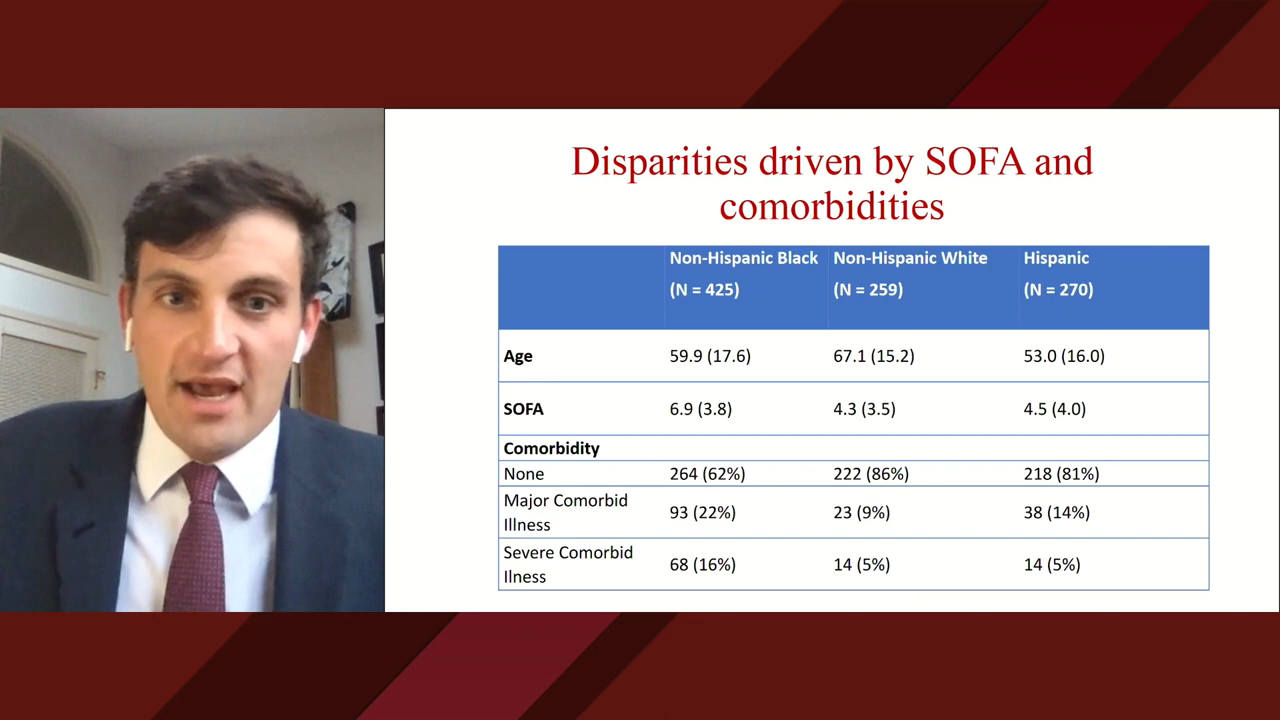 Disparities driven by SOFA and
comorbidities
Non-Hispanic Black Non-Hispanic White Hispanic
(N = 425) (N = 259) (N = 270)
Age 59.9 (17.6) 67.1 (15.2) 53.0 (16.0)
SOFA 6.9 (3.8) 4.3 (3.5) 4.5 (4.0)
Comorbidity
None 264 (62%) 222 (86%) 218 (81%)
Major Comorbid
Illness 93 (22%) 23 (9%) 38 (14%)
Severe Comorbid
Ilness 68 (16%) 14 (5%) 14 (5%)